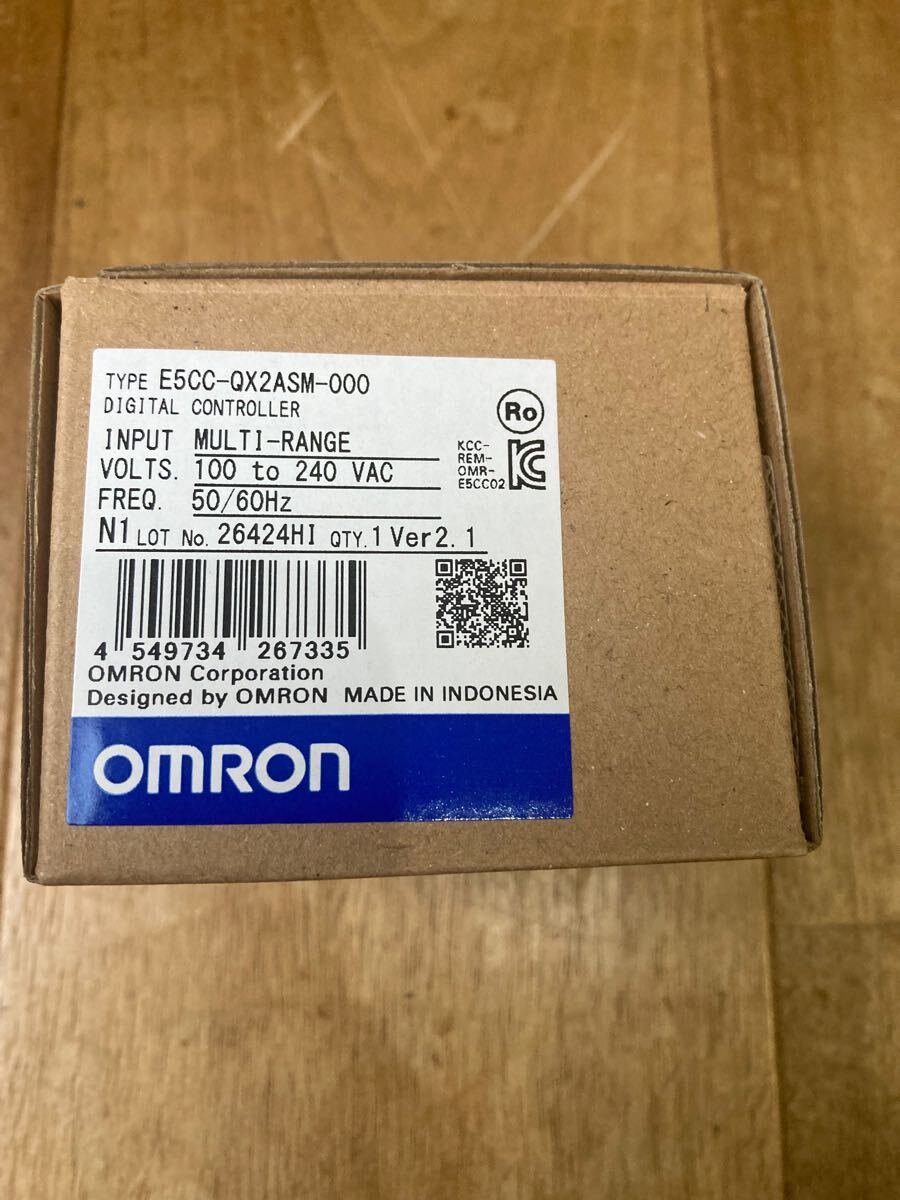 TYPE E5CC-QX2ASM-000
DIGITAL CONTROLLER
Ro
INPUT MULTI-RANGE
VOLTS. 100 to 240 VAC
FREQ. 50/60Hz
KCC-
REM-
OMR-
E5CC02
N1 LOT No. 26424HI QTY. 1 Ver2.1
4 549734 267335
OMRON Corporation
Designed by OMRON MADE IN INDONESIA
OMRON